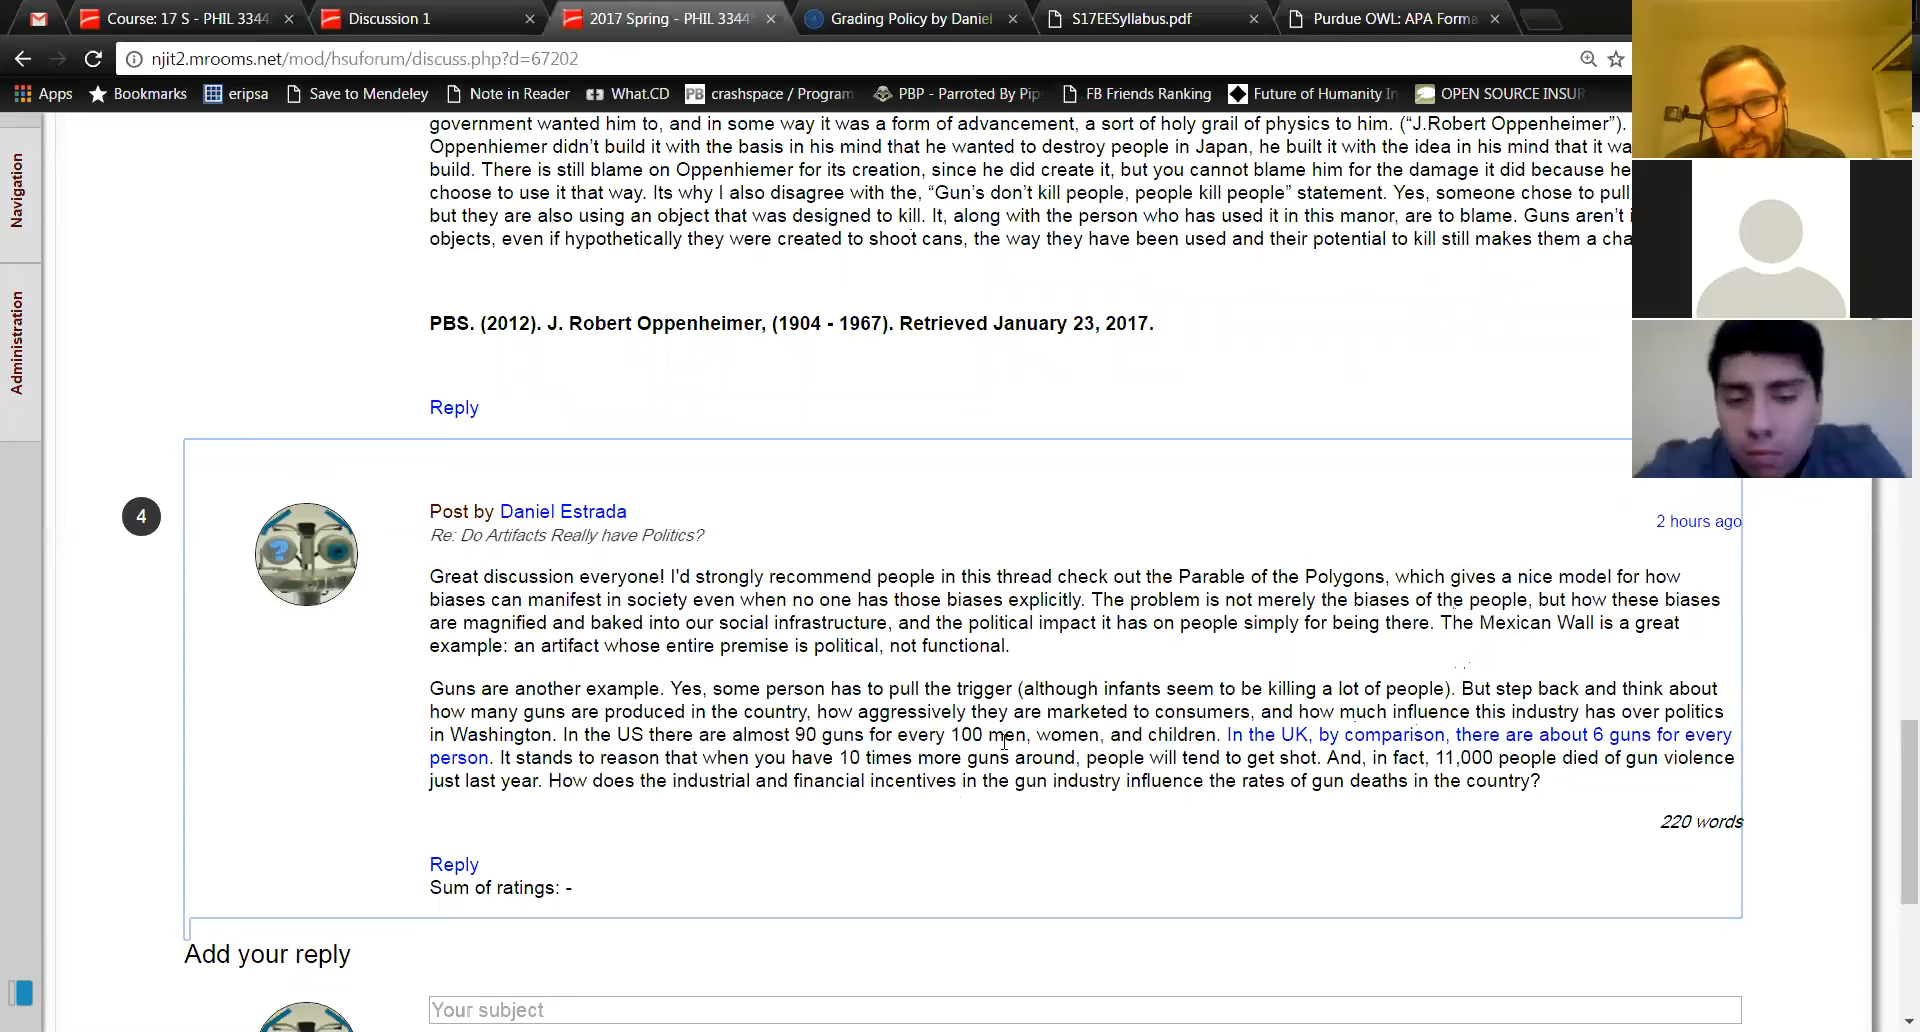 Course: 17 S - PHIL 3344
Discussion 1
2017 Spring - PHIL 3344
Grading Policy by Daniel
S17EESyllabus.pdf
Purdue OWL: APA Forma
njit2.mrooms.net/mod/hsuforum/discuss.php?d=67202
Apps
Bookmarks
eripsa
Save to Mendeley
Note in Reader
What.CD
PB
crashspace / Program
PBP - Parroted By Pip
FB Friends Ranking
Future of Humanity In
OPEN SOURCE INSUR
Navigation
Administration
government wanted him to, and in some way it was a form of advancement, a sort of holy grail of physics to him. (“J.Robert Oppenheimer”).
Oppenhiemer didn’t build it with the basis in his mind that he wanted to destroy people in Japan, he built it with the idea in his mind that it wa
build. There is still blame on Oppenhiemer for its creation, since he did create it, but you cannot blame him for the damage it did because he
choose to use it that way. Its why I also disagree with the, “Gun’s don’t kill people, people kill people” statement. Yes, someone chose to pull
but they are also using an object that was designed to kill. It, along with the person who has used it in this manor, are to blame. Guns aren’t i
objects, even if hypothetically they were created to shoot cans, the way they have been used and their potential to kill still makes them a cha
PBS. (2012). J. Robert Oppenheimer, (1904 - 1967). Retrieved January 23, 2017.
Reply
4
Post by Daniel Estrada
2 hours ago
Re: Do Artifacts Really have Politics?
Great discussion everyone! I'd strongly recommend people in this thread check out the Parable of the Polygons, which gives a nice model for how
biases can manifest in society even when no one has those biases explicitly. The problem is not merely the biases of the people, but how these biases
are magnified and baked into our social infrastructure, and the political impact it has on people simply for being there. The Mexican Wall is a great
example: an artifact whose entire premise is political, not functional.
Guns are another example. Yes, some person has to pull the trigger (although infants seem to be killing a lot of people). But step back and think about
how many guns are produced in the country, how aggressively they are marketed to consumers, and how much influence this industry has over politics
in Washington. In the US there are almost 90 guns for every 100 men, women, and children. In the UK, by comparison, there are about 6 guns for every
person. It stands to reason that when you have 10 times more guns around, people will tend to get shot. And, in fact, 11,000 people died of gun violence
just last year. How does the industrial and financial incentives in the gun industry influence the rates of gun deaths in the country?
220 words
Reply
Sum of ratings: -
Add your reply
Your subject